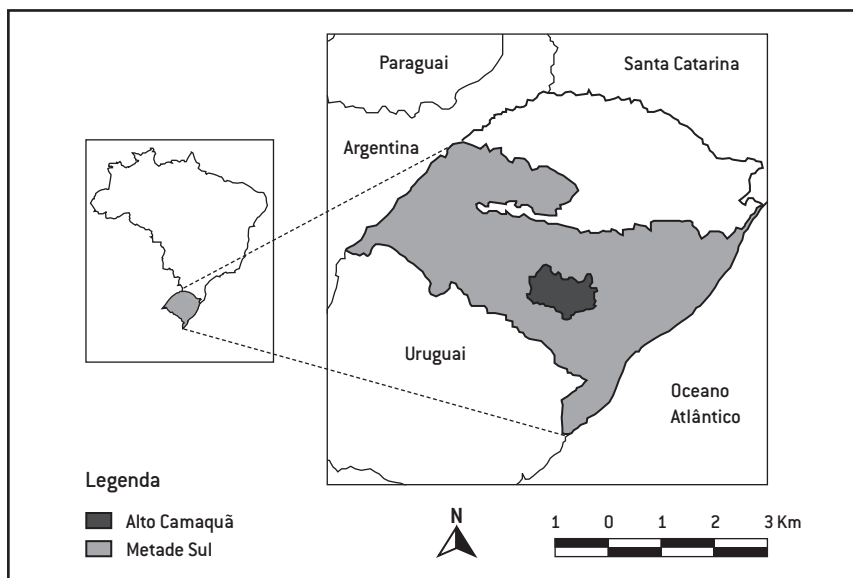 Paraguai
Santa Catarina
Argentina
Uruguai
Oceano
Atlântico
Legenda
Alto Camaquã
Metade Sul
N
1 0 1 2 3 Km